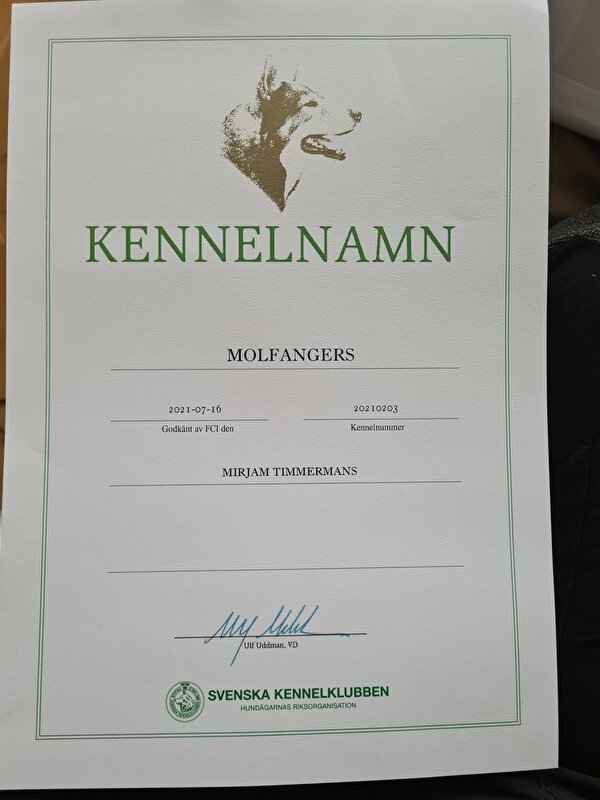 KENNELNAMN
MOLFANGERS
2021-07-16 20210203
Godkänt av FCI den Kennelnummer
MIRJAM TIMMERMANS
Ulf Uddman, VD
SVENSKA KENNELKLUBBEN
HUNDÄGARNAS RIKSORGANISATION